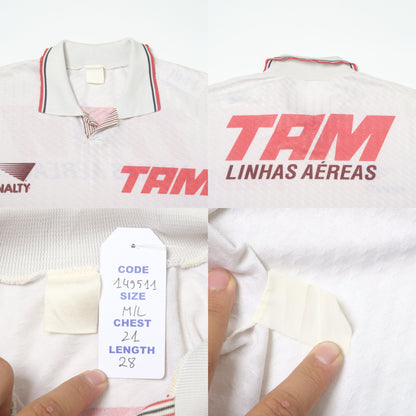 NALTY
TAM
TAM
LINHAS AÉREAS
CODE
149511
SIZE
M/L
CHEST
21
LENGTH
28